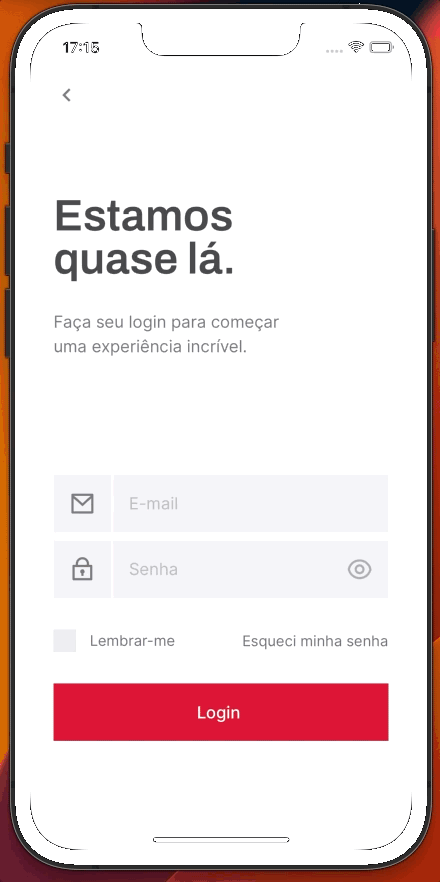 17:15
Estamos
quase lá.
Faça seu login para começar
uma experiência incrível.
E-mail
Senha
Lembrar-me
Esqueci minha senha
Login